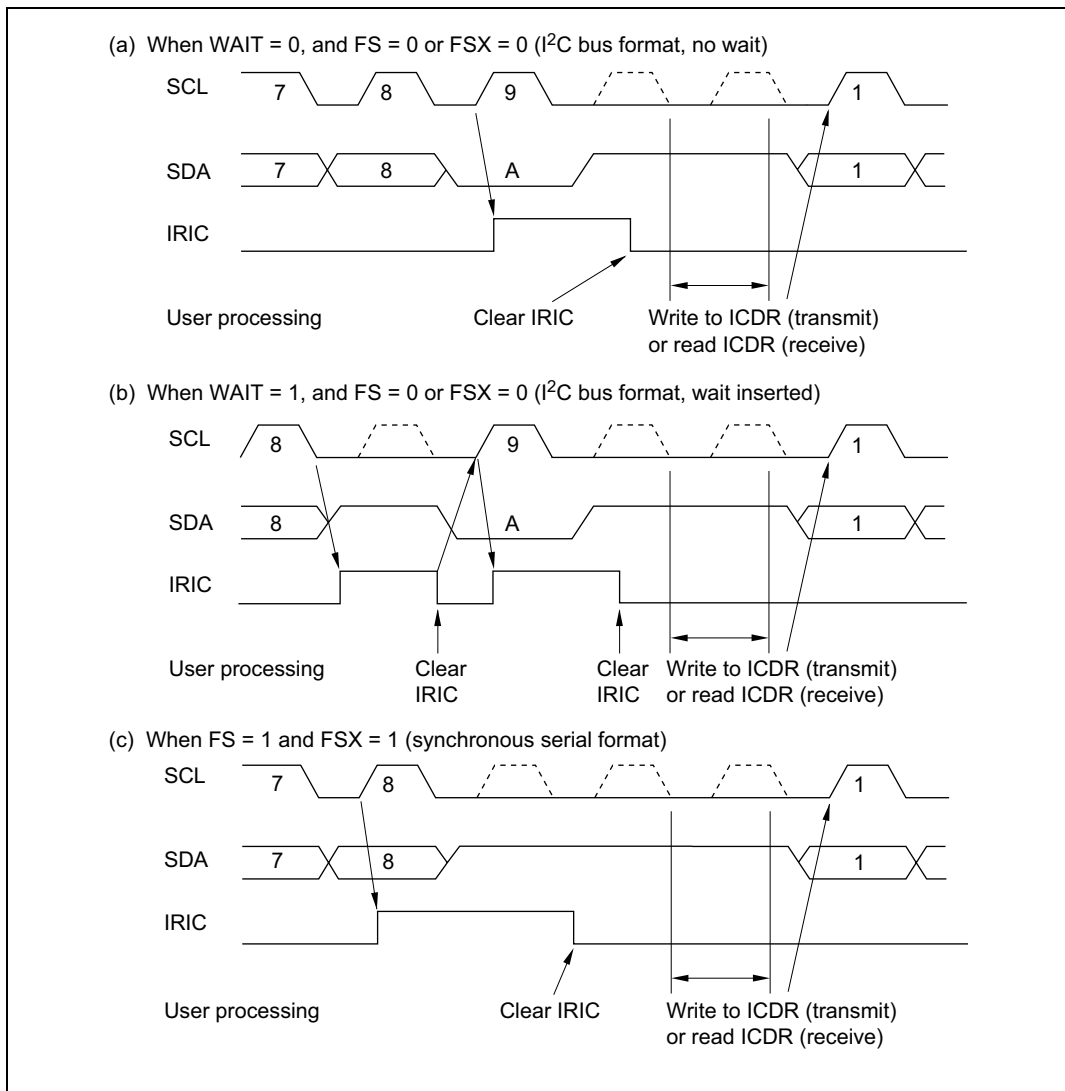 (a) When WAIT = 0, and FS = 0 or FSX = 0 (I²C bus format, no wait)
SCL 7 8 9 1
SDA 7 8 A 1
IRIC
User processing Clear IRIC Write to ICDR (transmit)
or read ICDR (receive)
(b) When WAIT = 1, and FS = 0 or FSX = 0 (I²C bus format, wait inserted)
SCL 8 9 1
SDA 8 A 1
IRIC
User processing Clear Clear Write to ICDR (transmit)
IRIC IRIC or read ICDR (receive)
(c) When FS = 1 and FSX = 1 (synchronous serial format)
SCL 7 8 1
SDA 7 8 1
IRIC
User processing Clear IRIC Write to ICDR (transmit)
or read ICDR (receive)